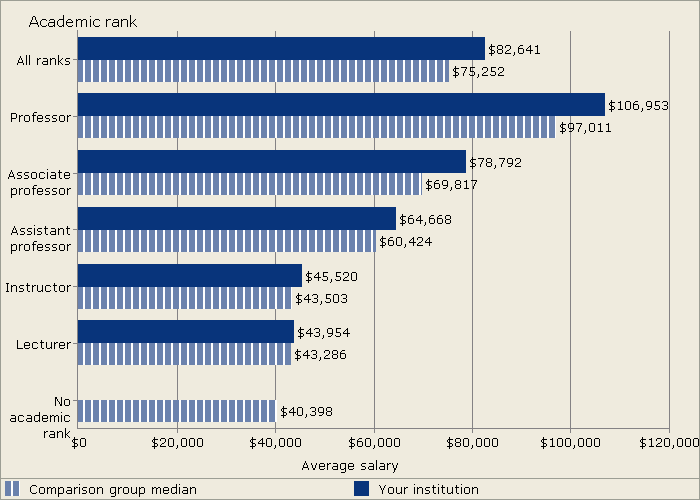 Academic rank
All ranks
$82,641
$75,252
Professor
$106,953
$97,011
Associate
professor
$78,792
$69,817
Assistant
professor
$64,668
$60,424
Instructor
$45,520
$43,503
Lecturer
$43,954
$43,286
No
academic
rank
$40,398
$0 $20,000 $40,000 $60,000 $80,000 $100,000 $120,000
Average salary
Comparison group median Your institution